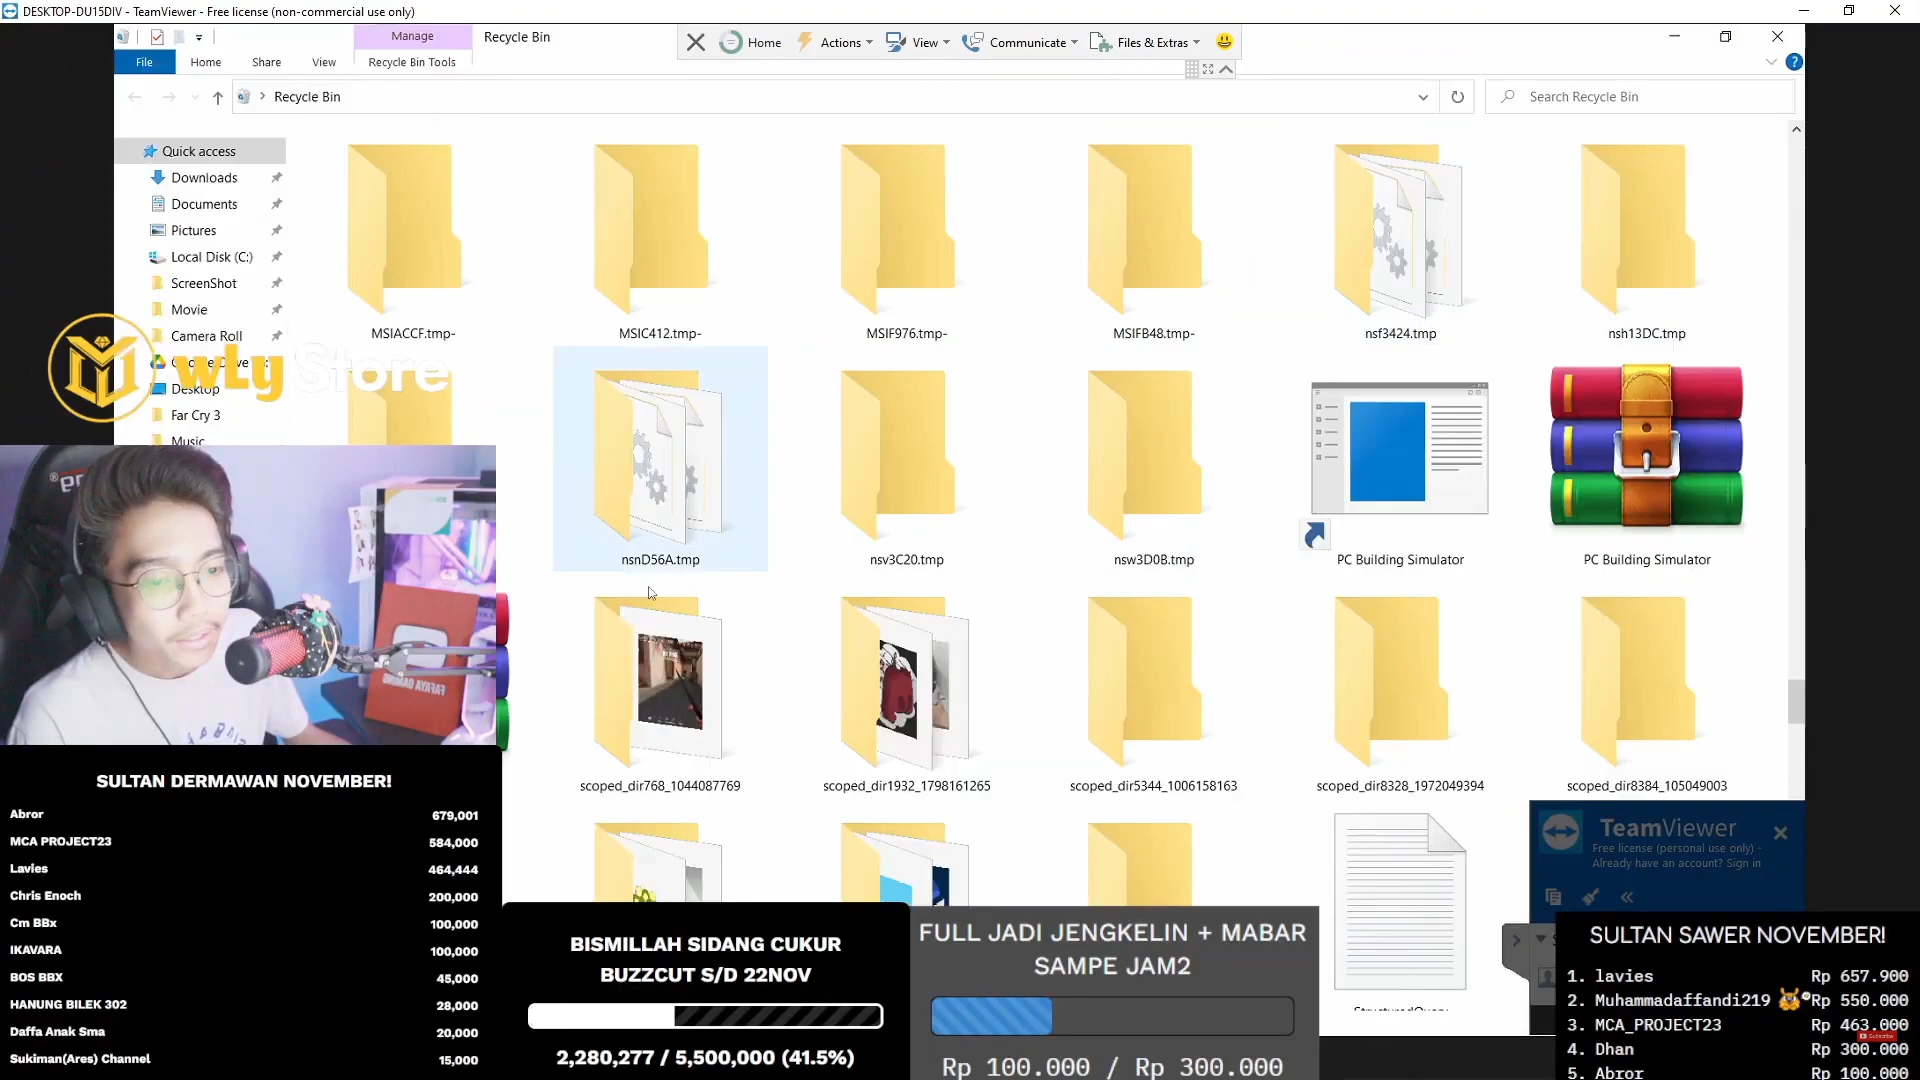 DESKTOP-DU15DIV - TeamViewer - Free license (non-commercial use only)
Manage
Recycle Bin
Home
Actions
View
Communicate
Files & Extras
File
Home
Share
View
Recycle Bin Tools
Recycle Bin
Search Recycle Bin
Quick access
Downloads
Documents
Pictures
Local Disk (C:)
ScreenShot
Movie
Camera Roll
Desktop
Far Cry 3
Music
wLy Store
MSIACCF.tmp-
MSIC412.tmp-
MSIF976.tmp-
MSIFB48.tmp-
nsf3424.tmp
nsh13DC.tmp
nsnD56A.tmp
nsv3C20.tmp
nsw3D0B.tmp
PC Building Simulator
PC Building Simulator
scoped_dir768_1044087769
scoped_dir1932_1798161265
scoped_dir5344_1006158163
scoped_dir8328_1972049394
scoped_dir8384_105049003
FAFAYA GAMING
TeamViewer
Free license (personal use only) -
Already have an account? Sign in
SULTAN DERMAWAN NOVEMBER!
Abror 679,001
MCA PROJECT23 584,000
Lavies 464,444
Chris Enoch 200,000
Cm BBx 100,000
IKAVARA 100,000
BOS BBX 45,000
HANUNG BILEK 302 28,000
Daffa Anak Sma 20,000
Sukiman(Ares) Channel 15,000
BISMILLAH SIDANG CUKUR
BUZZCUT S/D 22NOV
2,280,277 / 5,500,000 (41.5%)
FULL JADI JENGKELIN + MABAR
SAMPE JAM2
Rp 100.000 / Rp 300.000
SULTAN SAWER NOVEMBER!
1. lavies Rp 657.900
2. Muhammadaffandi219 Rp 550.000
3. MCA_PROJECT23 Rp 463.000
4. Dhan Rp 300.000
5. Abror Rp 100.000
Subscribe